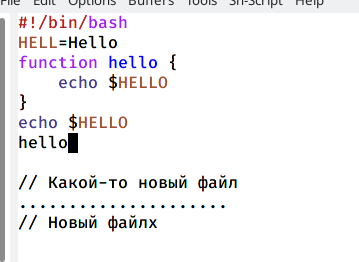 File Edit Options Buffers Tools Sh-Script Help
#!/bin/bash
HELL=Hello
function hello {
    echo $HELLO
}
echo $HELLO
hello
// Какой-то новый файл
.....................
// Новый файлх